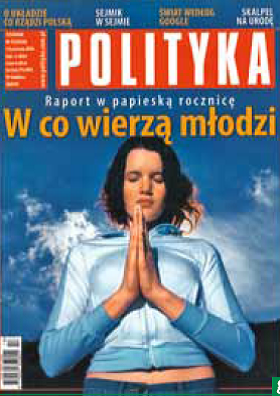 O UKŁADZIE
CO RZĄDZI POLSKĄ
SEJMIK
W SEJMIE
ŚWIAT WEDŁUG
GOOGLE
SKALPEL
NA URODĘ
POLITYKA
Raport w papieską rocznicę
W co wierzą młodzi